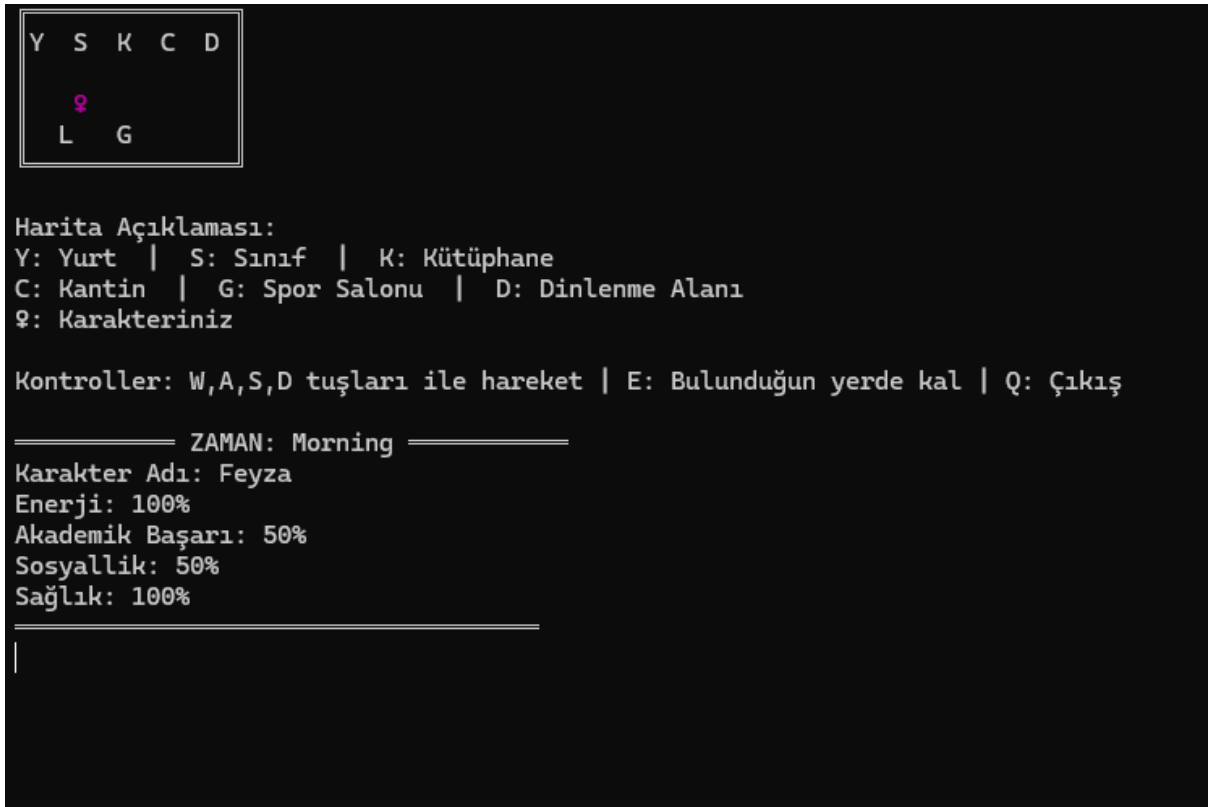 Y S K C D
♀
L G
Harita Açıklaması:
Y: Yurt | S: Sınıf | K: Kütüphane
C: Kantin | G: Spor Salonu | D: Dinlenme Alanı
♀: Karakteriniz
Kontroller: W,A,S,D tuşları ile hareket | E: Bulunduğun yerde kal | Q: Çıkış
═══════════ ZAMAN: Morning ═══════════
Karakter Adı: Feyza
Enerji: 100%
Akademik Başarı: 50%
Sosyallik: 50%
Sağlık: 100%